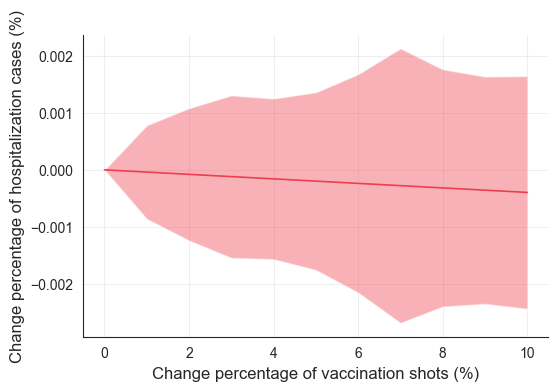 Change percentage of hospitalization cases (%)
0.002
0.001
0.000
−0.001
−0.002
0 2 4 6 8 10
Change percentage of vaccination shots (%)